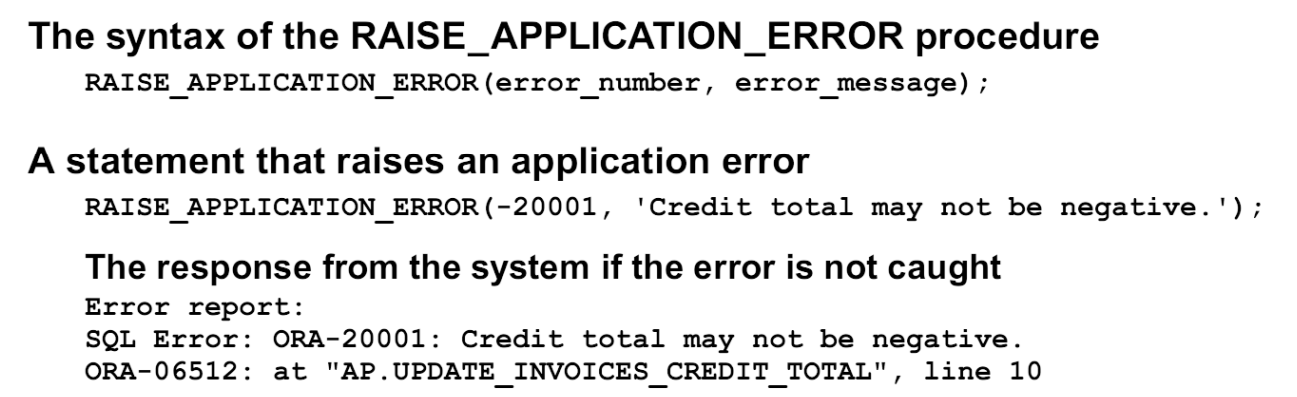 The syntax of the RAISE_APPLICATION_ERROR procedure
RAISE_APPLICATION_ERROR(error_number, error_message);
A statement that raises an application error
RAISE_APPLICATION_ERROR(-20001, 'Credit total may not be negative.');
The response from the system if the error is not caught
Error report:
SQL Error: ORA-20001: Credit total may not be negative.
ORA-06512: at "AP.UPDATE_INVOICES_CREDIT_TOTAL", line 10